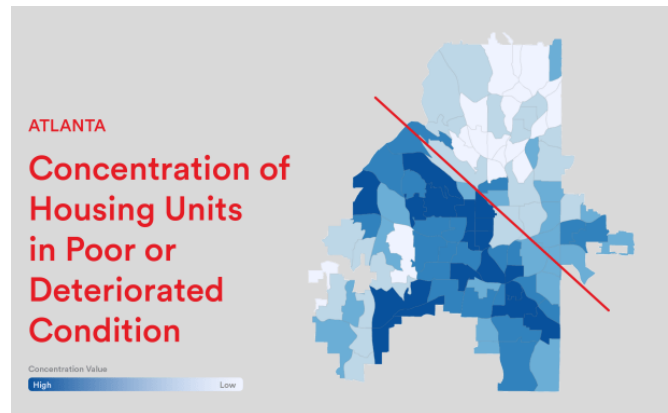 ATLANTA
Concentration of
Housing Units
in Poor or
Deteriorated
Condition
Concentration Value
High Low